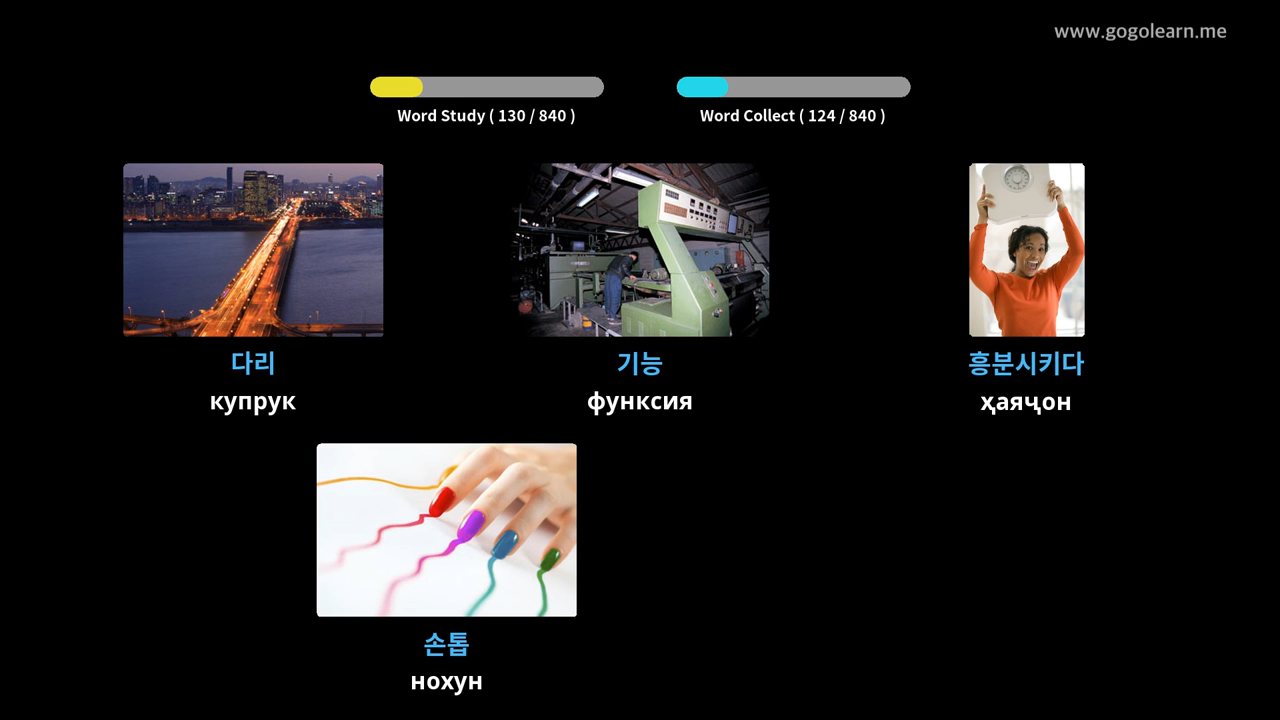 www.gogolearn.me
Word Study ( 130 / 840 )
Word Collect ( 124 / 840 )
다리
купрук
기능
функсия
흥분시키다
ҳаяҷон
손톱
нохун